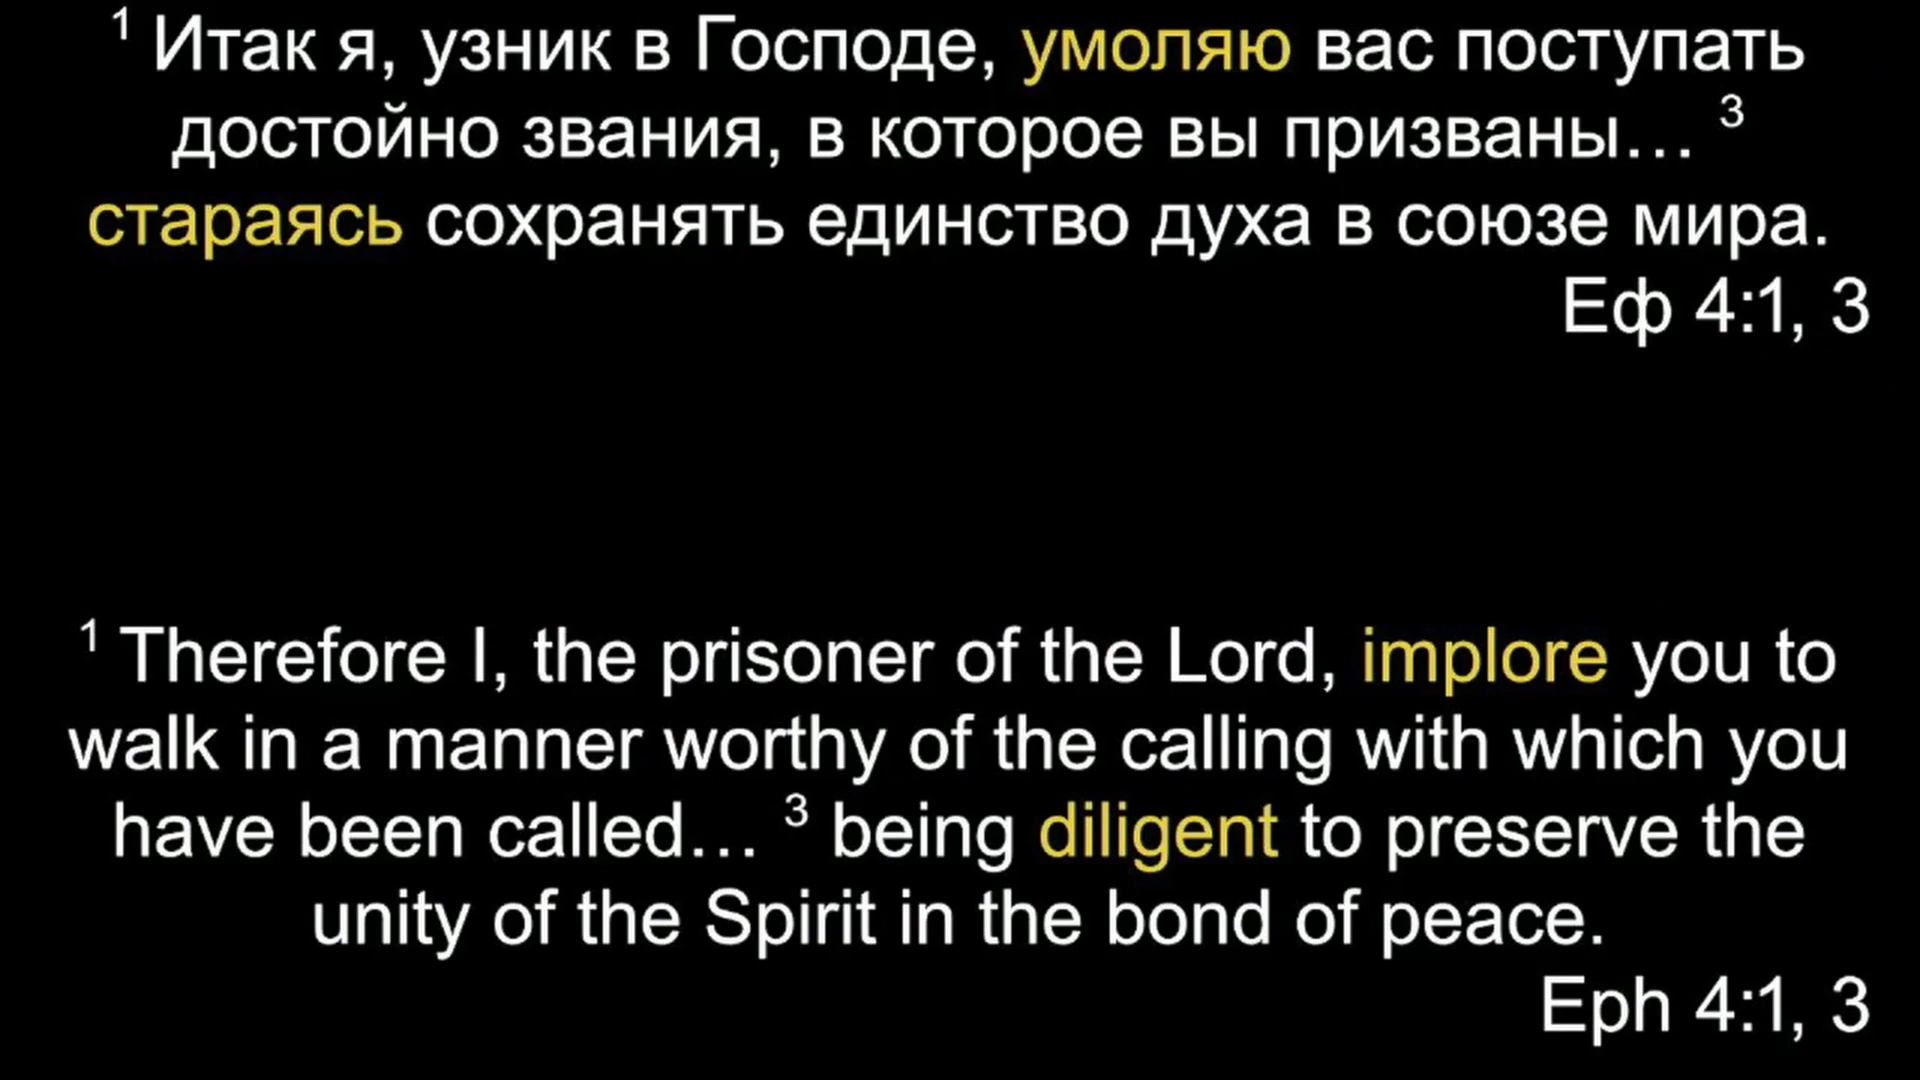 1 Итак я, узник в Господе, умоляю вас поступать
достойно звания, в которое вы призваны… 3
стараясь сохранять единство духа в союзе мира.
Еф 4:1, 3
1 Therefore I, the prisoner of the Lord, implore you to
walk in a manner worthy of the calling with which you
have been called… 3 being diligent to preserve the
unity of the Spirit in the bond of peace.
Eph 4:1, 3